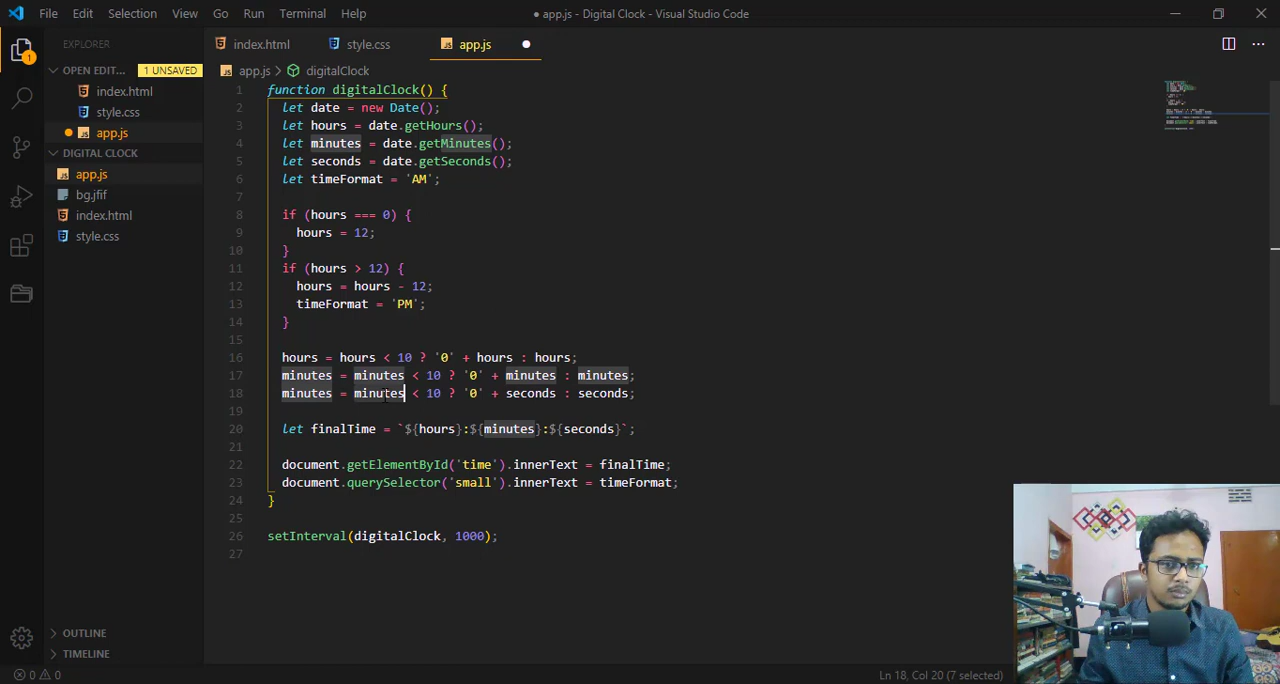 File Edit Selection View Go Run Terminal Help
● app.js - Digital Clock - Visual Studio Code
EXPLORER
OPEN EDIT... 1 UNSAVED
index.html
style.css
app.js
DIGITAL CLOCK
app.js
bg.jfif
index.html
style.css
OUTLINE
TIMELINE
index.html style.css app.js
app.js > digitalClock
1 function digitalClock() {
2 let date = new Date();
3 let hours = date.getHours();
4 let minutes = date.getMinutes();
5 let seconds = date.getSeconds();
6 let timeFormat = 'AM';
7
8 if (hours === 0) {
9 hours = 12;
10 }
11 if (hours > 12) {
12 hours = hours - 12;
13 timeFormat = 'PM';
14 }
15
16 hours = hours < 10 ? '0' + hours : hours;
17 minutes = minutes < 10 ? '0' + minutes : minutes;
18 minutes = minutes < 10 ? '0' + seconds : seconds;
19
20 let finalTime = `${hours}:${minutes}:${seconds}`;
21
22 document.getElementById('time').innerText = finalTime;
23 document.querySelector('small').innerText = timeFormat;
24 }
25
26 setInterval(digitalClock, 1000);
27
0 0
Ln 18, Col 20 (7 selected)